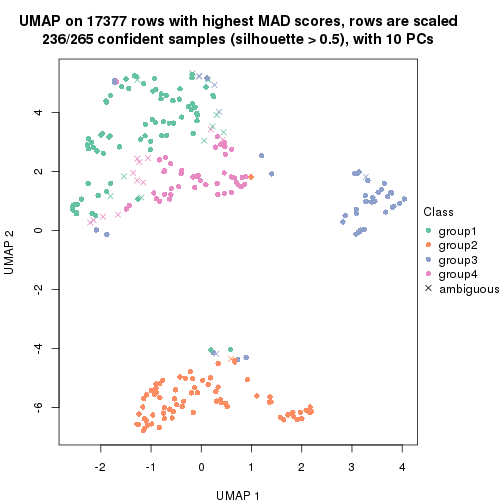 UMAP on 17377 rows with highest MAD scores, rows are scaled
236/265 confident samples (silhouette > 0.5), with 10 PCs
4
2
0
-2
-4
-6
UMAP 2
-2
-1
0
1
2
3
4
UMAP 1
Class
group1
group2
group3
group4
ambiguous